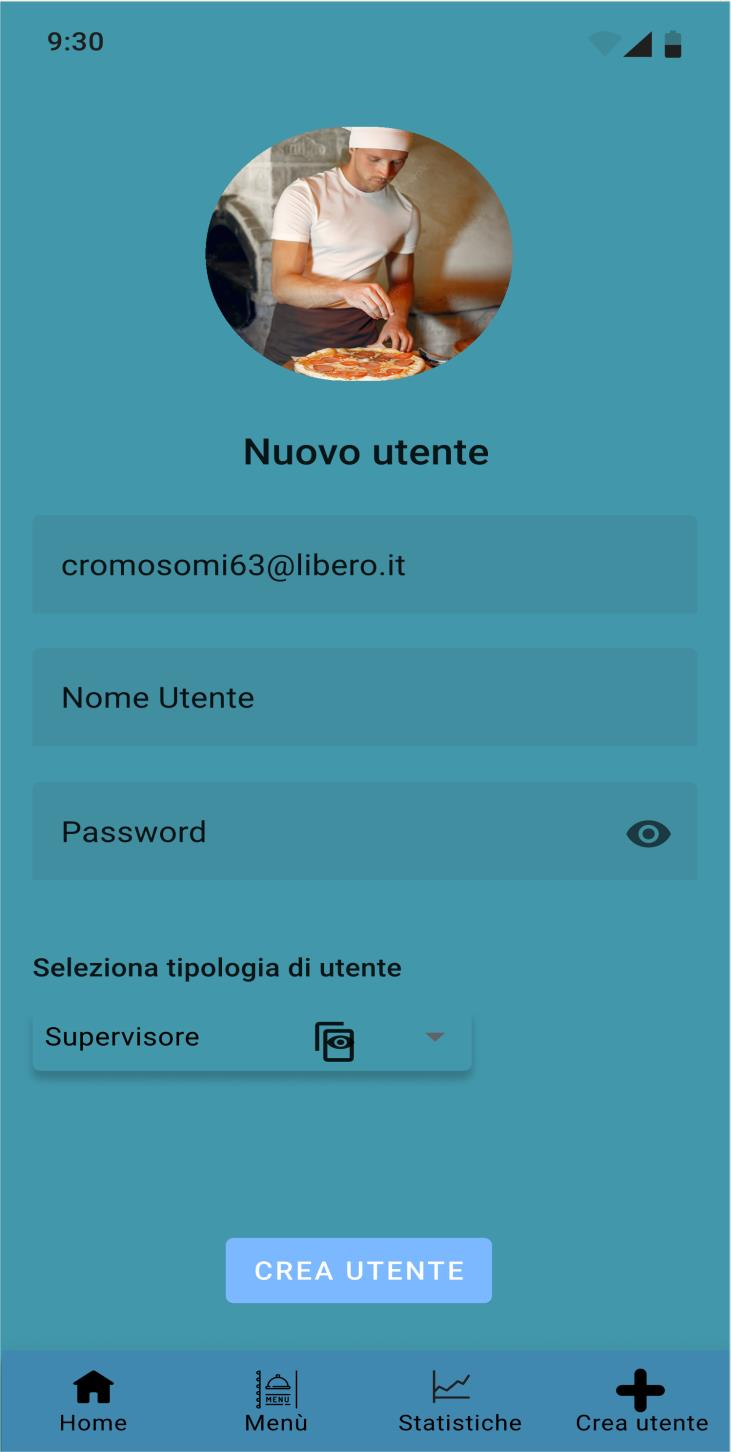 9:30
Nuovo utente
cromosomi63@libero.it
Nome Utente
Password
Seleziona tipologia di utente
Supervisore
CREA UTENTE
MENU
Home
Menù
Statistiche
Crea utente